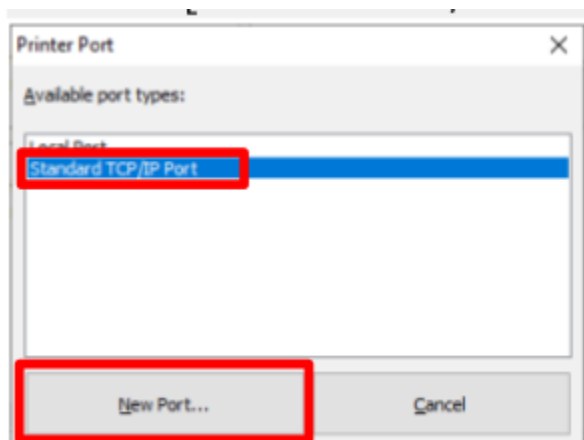 Printer Port
Available port types:
Local Port
Standard TCP/IP Port
New Port...
Cancel